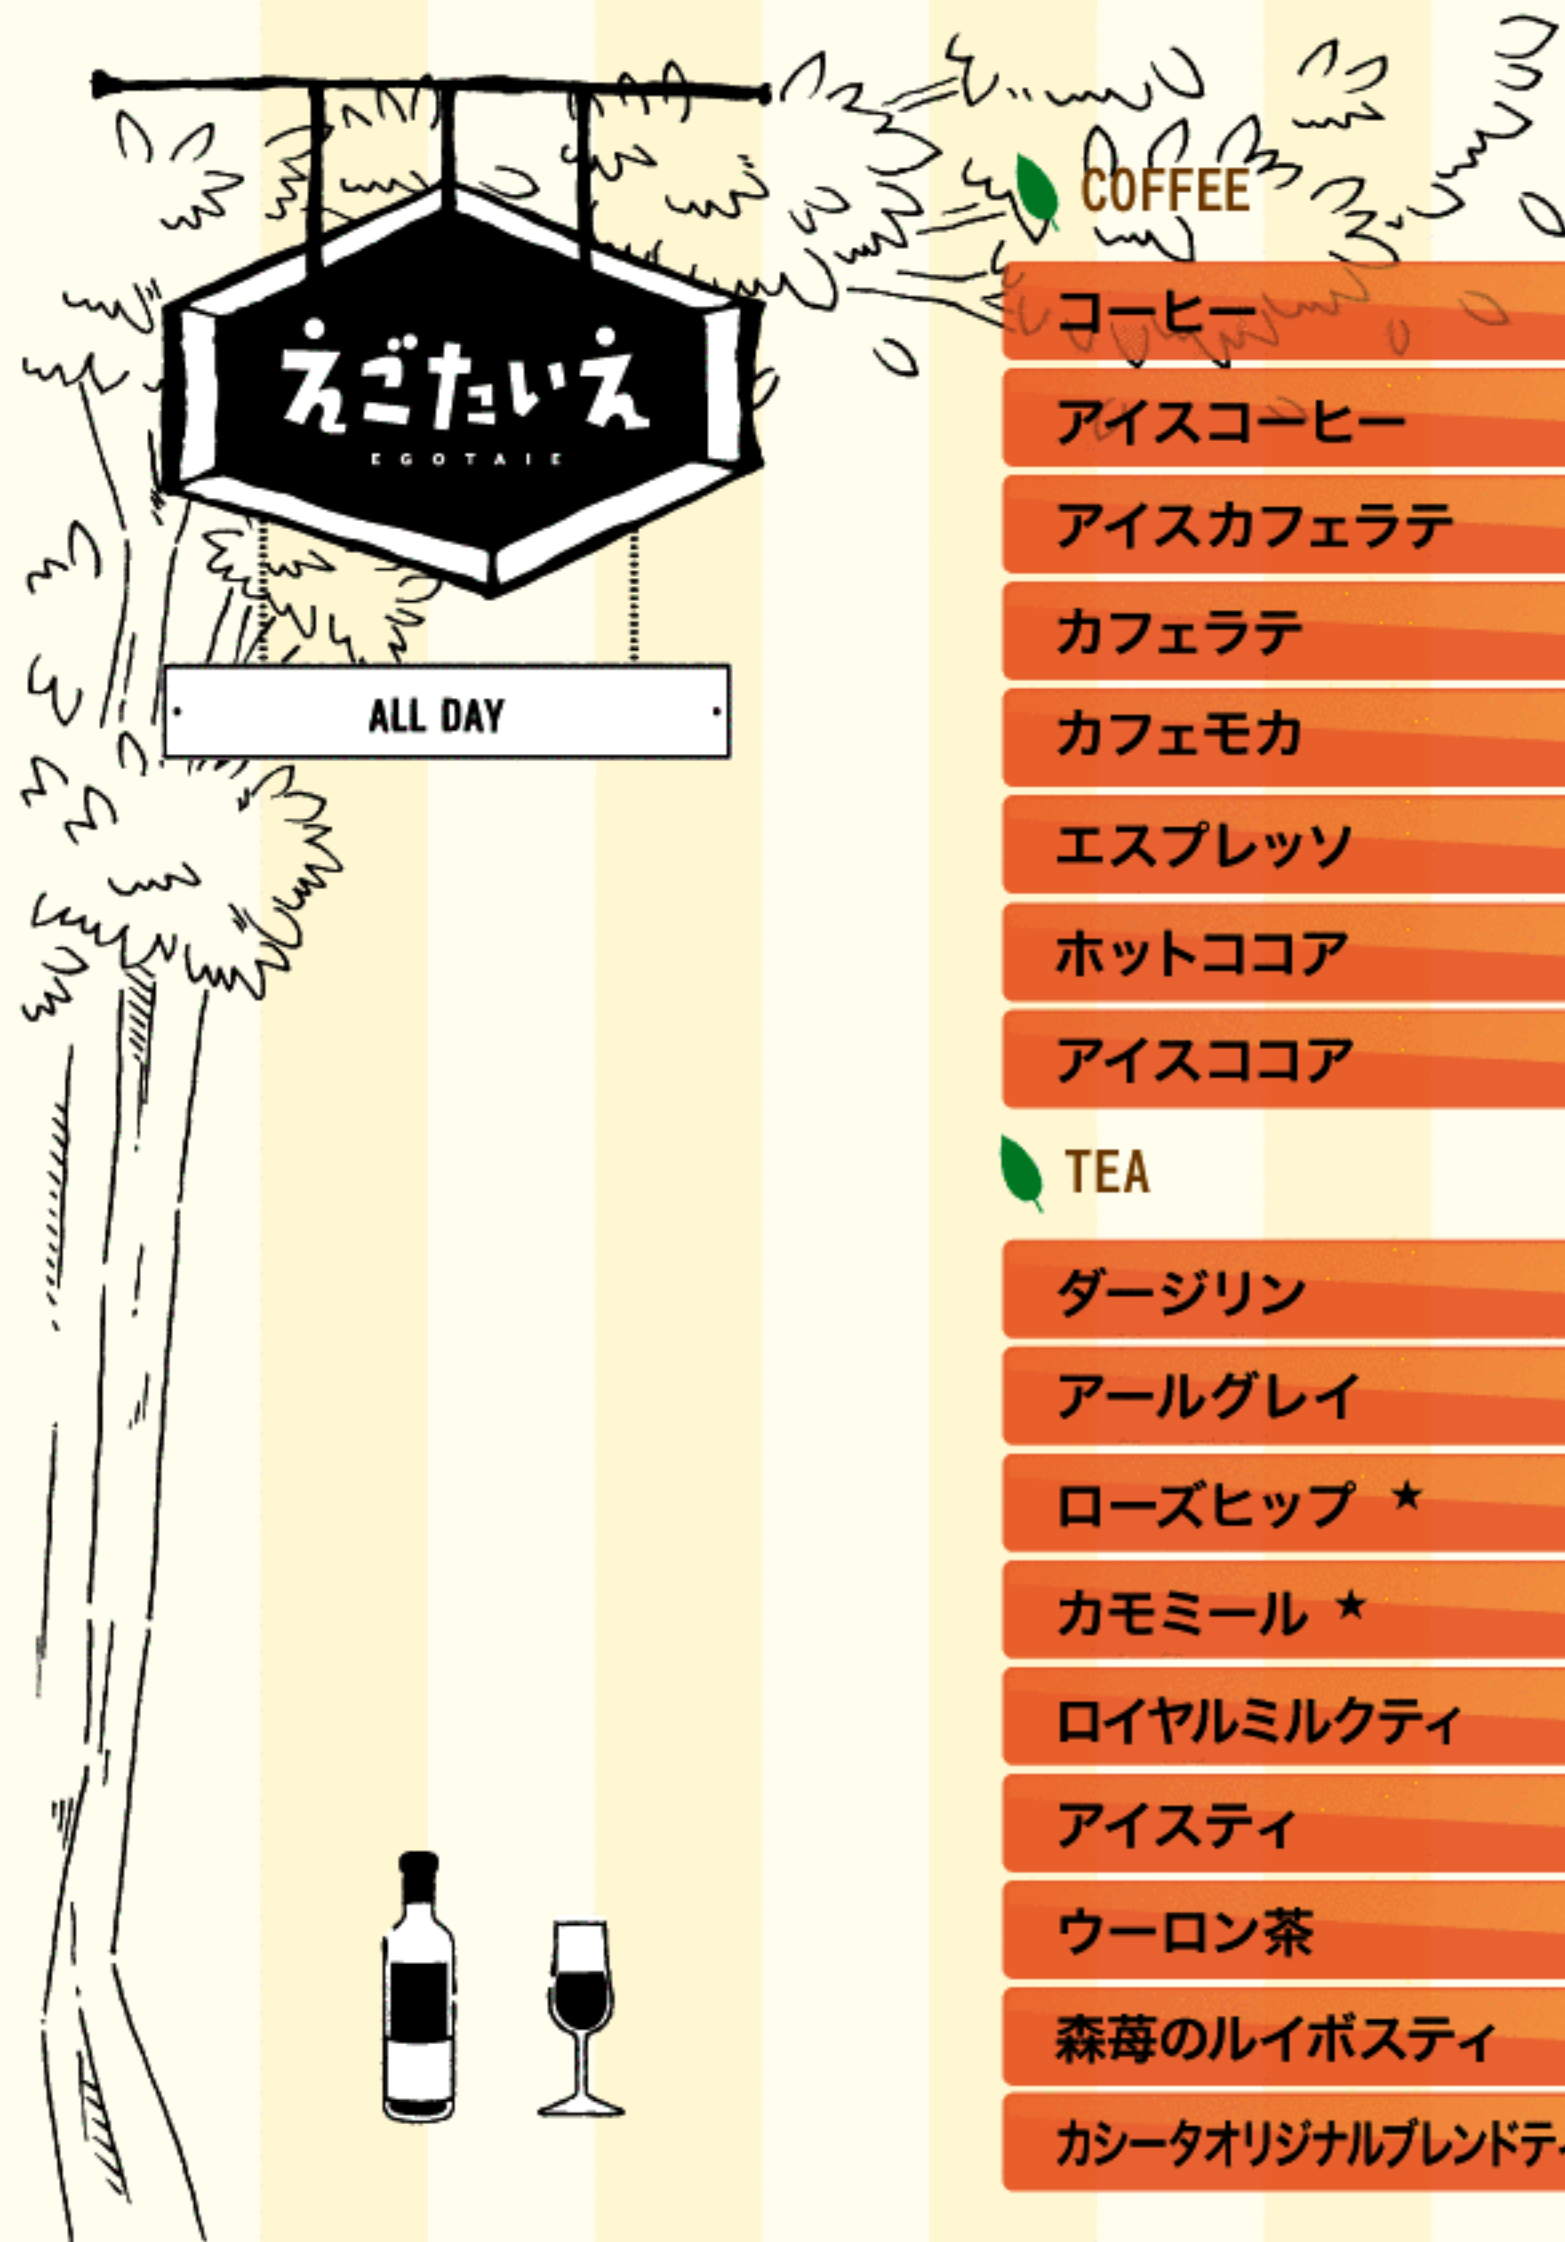 えごたいえ
EGOTAIE
ALL DAY
COFFEE
コーヒー
アイスコーヒー
アイスカフェラテ
カフェラテ
カフェモカ
エスプレッソ
ホットココア
アイスココア
TEA
ダージリン
アールグレイ
ローズヒップ ★
カモミール ★
ロイヤルミルクティ
アイスティ
ウーロン茶
森苺のルイボスティ
カシータオリジナルブレンドテ